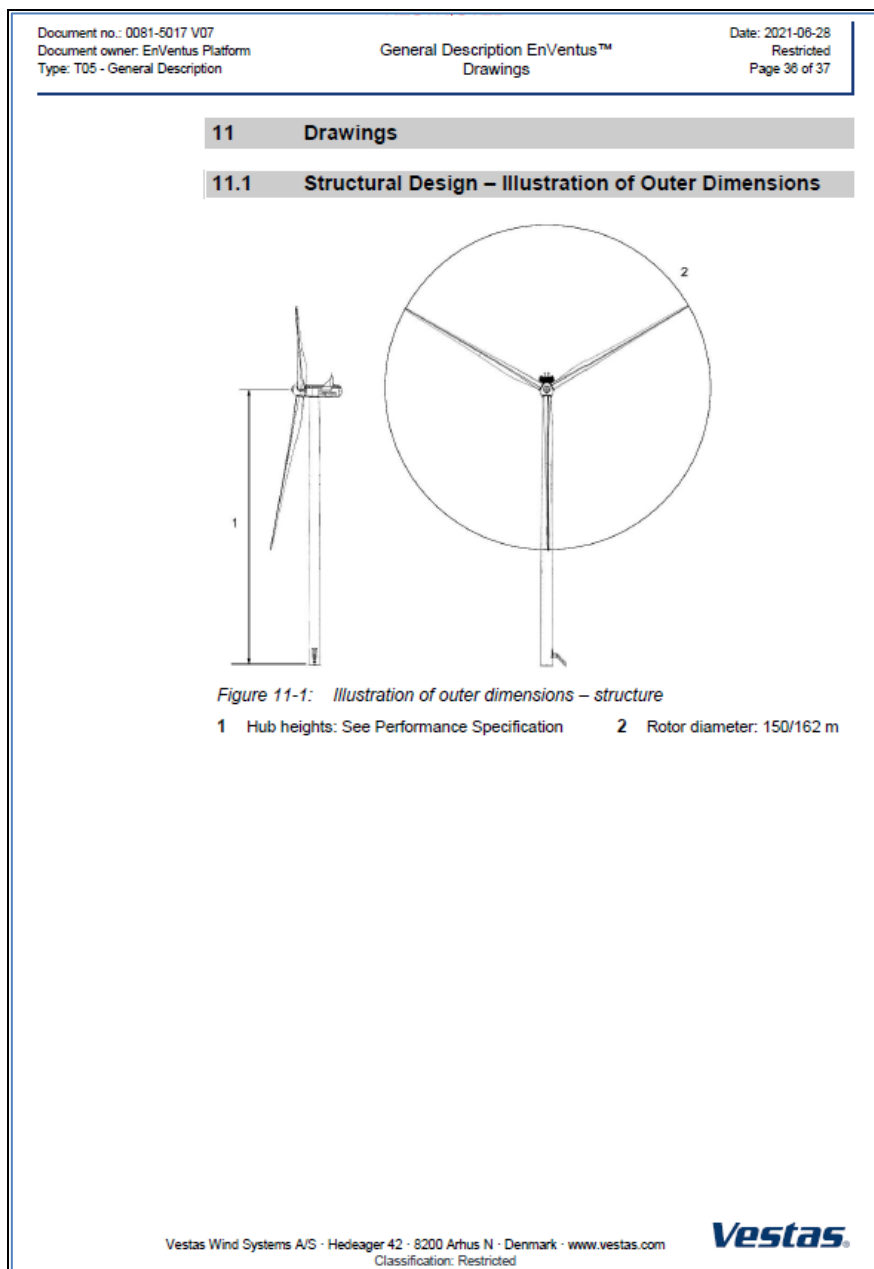 Document no.: 0081-5017 V07
Document owner: EnVentus Platform
Type: T05 - General Description
General Description EnVentus™
Drawings
Date: 2021-06-28
Restricted
Page 36 of 37
11 Drawings
11.1 Structural Design – Illustration of Outer Dimensions
2
1
Figure 11-1: Illustration of outer dimensions – structure
1 Hub heights: See Performance Specification 2 Rotor diameter: 150/162 m
Vestas Wind Systems A/S · Hedeager 42 · 8200 Arhus N · Denmark · www.vestas.com
Classification: Restricted
Vestas.